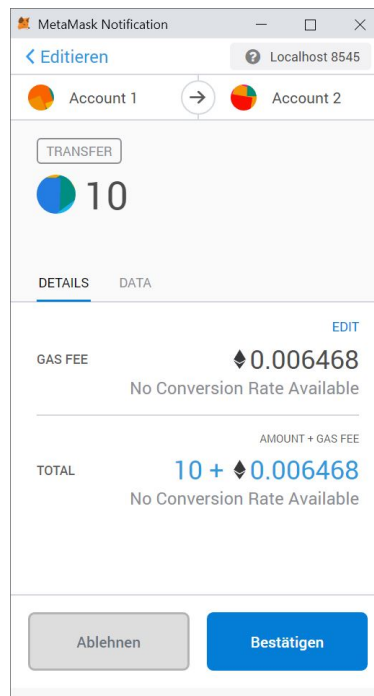 MetaMask Notification
Editieren
Localhost 8545
Account 1
Account 2
TRANSFER
10
DETAILS DATA
EDIT
GAS FEE
0.006468
No Conversion Rate Available
AMOUNT + GAS FEE
TOTAL
10 + 0.006468
No Conversion Rate Available
Ablehnen
Bestätigen